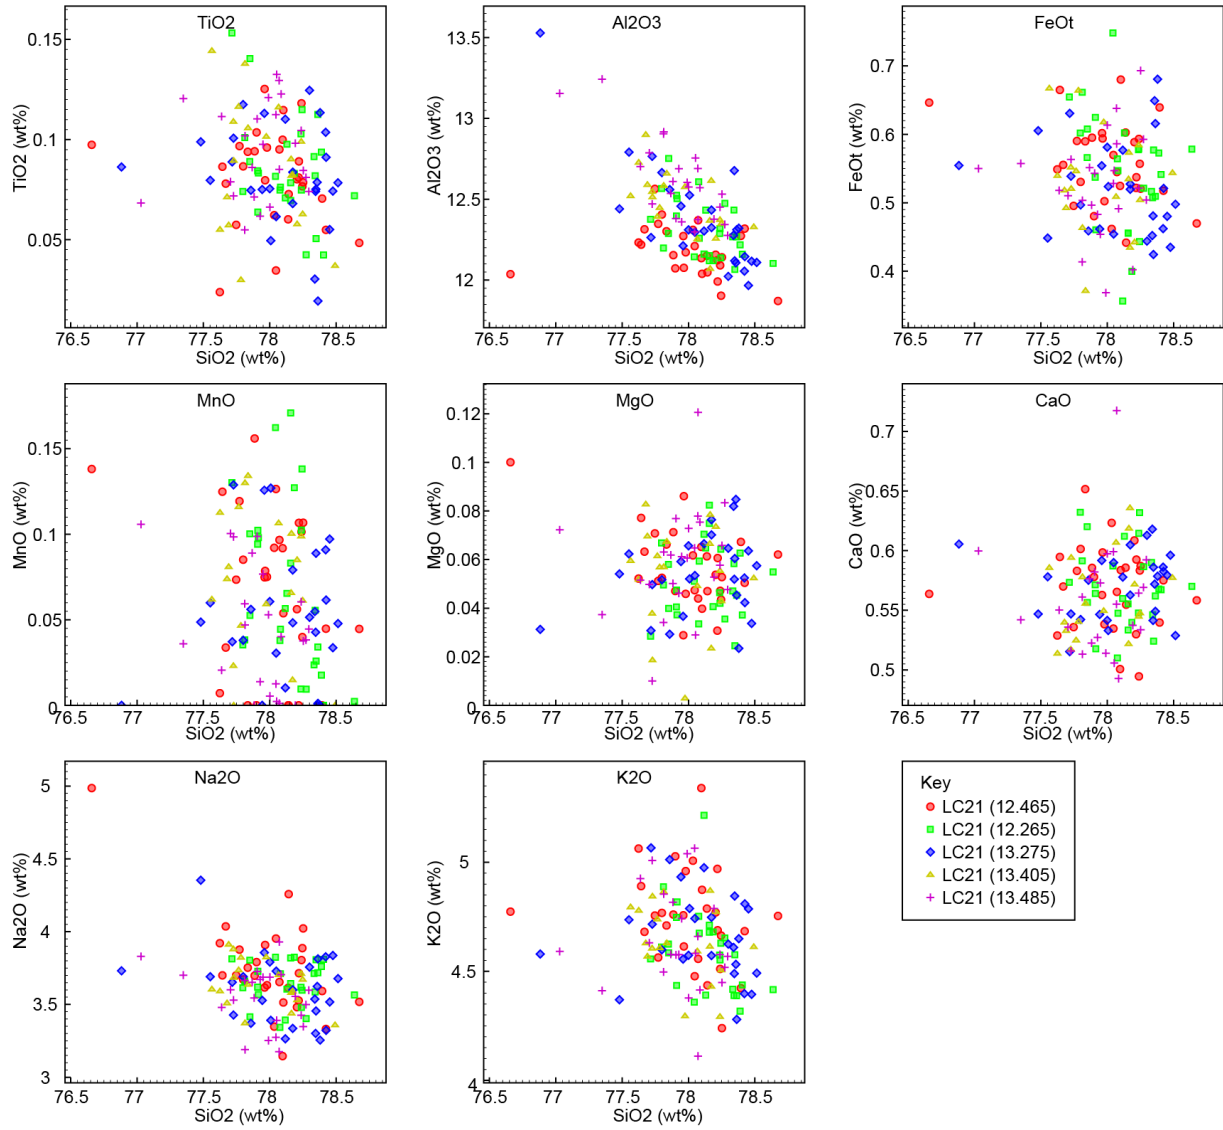 TiO2
0.15
0.1
0.05
TiO2 (wt%)
76.5 77 77.5 78 78.5
SiO2 (wt%)
Al2O3
13.5
13
12.5
12
Al2O3 (wt%)
76.5 77 77.5 78 78.5
SiO2 (wt%)
FeOt
0.7
0.6
0.5
0.4
FeOt (wt%)
76.5 77 77.5 78 78.5
SiO2 (wt%)
MnO
0.15
0.1
0.05
0
MnO (wt%)
76.5 77 77.5 78 78.5
SiO2 (wt%)
MgO
0.12
0.1
0.08
0.06
0.04
0.02
0
MgO (wt%)
76.5 77 77.5 78 78.5
SiO2 (wt%)
CaO
0.7
0.65
0.6
0.55
0.5
CaO (wt%)
76.5 77 77.5 78 78.5
SiO2 (wt%)
Na2O
5
4.5
4
3.5
3
Na2O (wt%)
76.5 77 77.5 78 78.5
SiO2 (wt%)
K2O
5
4.5
4
K2O (wt%)
76.5 77 77.5 78 78.5
SiO2 (wt%)
Key
LC21 (12.465)
LC21 (12.265)
LC21 (13.275)
LC21 (13.405)
LC21 (13.485)